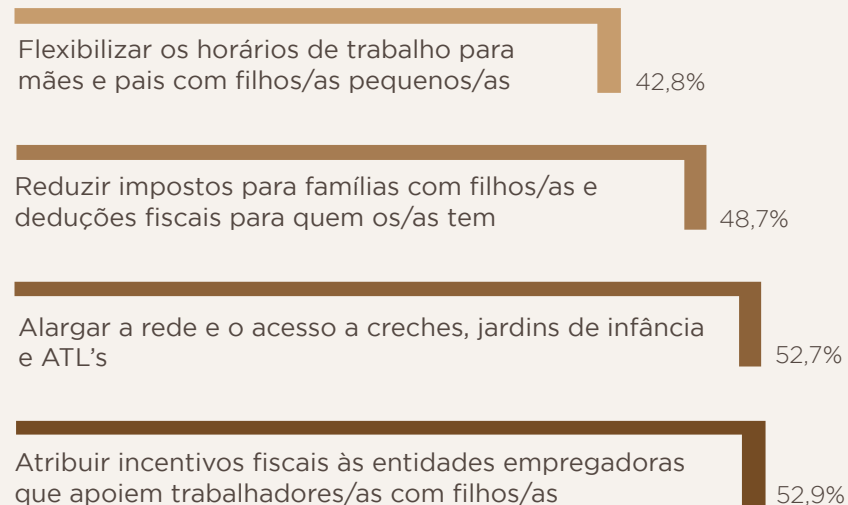 Flexibilizar os horários de trabalho para
mães e pais com filhos/as pequenos/as
42,8%
Reduzir impostos para famílias com filhos/as e
deduções fiscais para quem os/as tem
48,7%
Alargar a rede e o acesso a creches, jardins de infância
e ATL's
52,7%
Atribuir incentivos fiscais às entidades empregadoras
que apoiem trabalhadores/as com filhos/as
52,9%